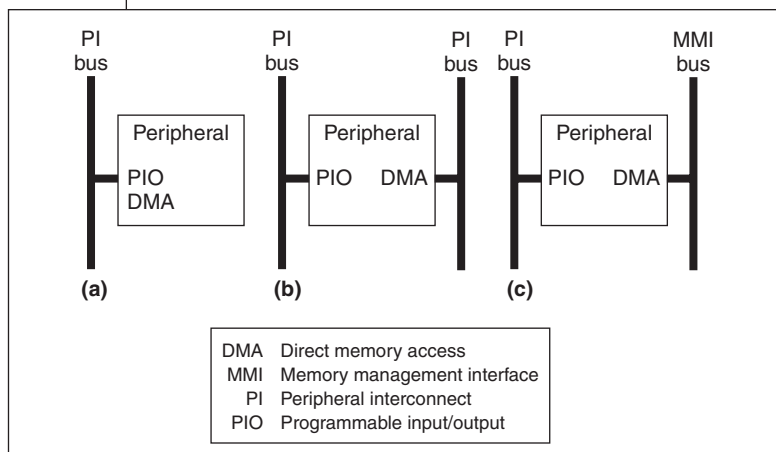 PI
bus
Peripheral
PIO
DMA
(a)
PI
bus
Peripheral
PIO DMA
PI
bus
(b)
PI
bus
Peripheral
PIO DMA
MMI
bus
(c)
DMA Direct memory access
MMI Memory management interface
PI Peripheral interconnect
PIO Programmable input/output